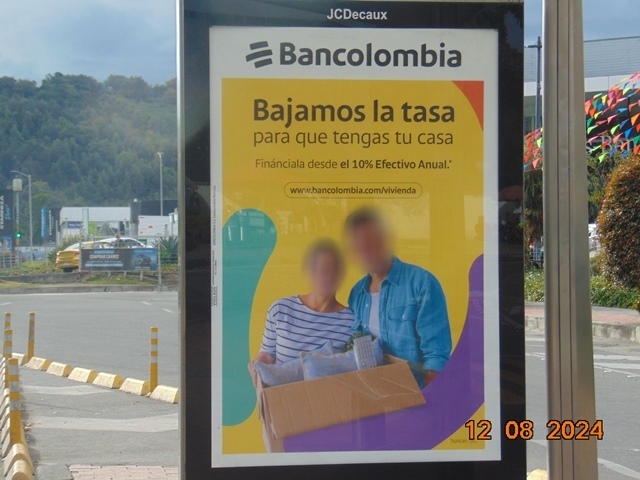 JCDecaux
Bancolombia
Bajamos la tasa
para que tengas tu casa
Fináncíala desde el 10% Efectivo Anual.*
www.bancolombia.com/vivienda
12 08 2024